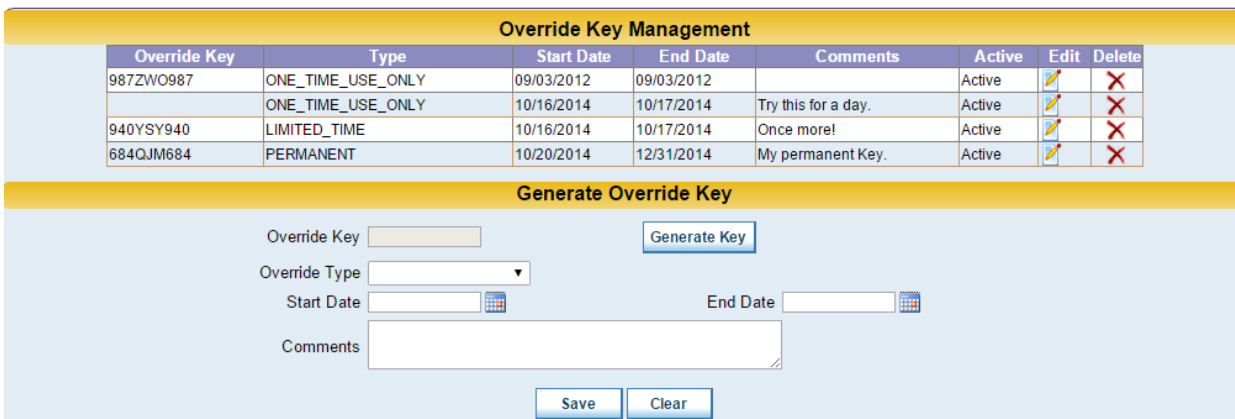 Override Key Management
Override Key Type Start Date End Date Comments Active Edit Delete
987ZWO987 ONE_TIME_USE_ONLY 09/03/2012 09/03/2012 Active
ONE_TIME_USE_ONLY 10/16/2014 10/17/2014 Try this for a day. Active
940YSY940 LIMITED_TIME 10/16/2014 10/17/2014 Once more! Active
684QJM684 PERMANENT 10/20/2014 12/31/2014 My permanent Key. Active
Generate Override Key
Override Key Generate Key
Override Type
Start Date End Date
Comments
Save Clear